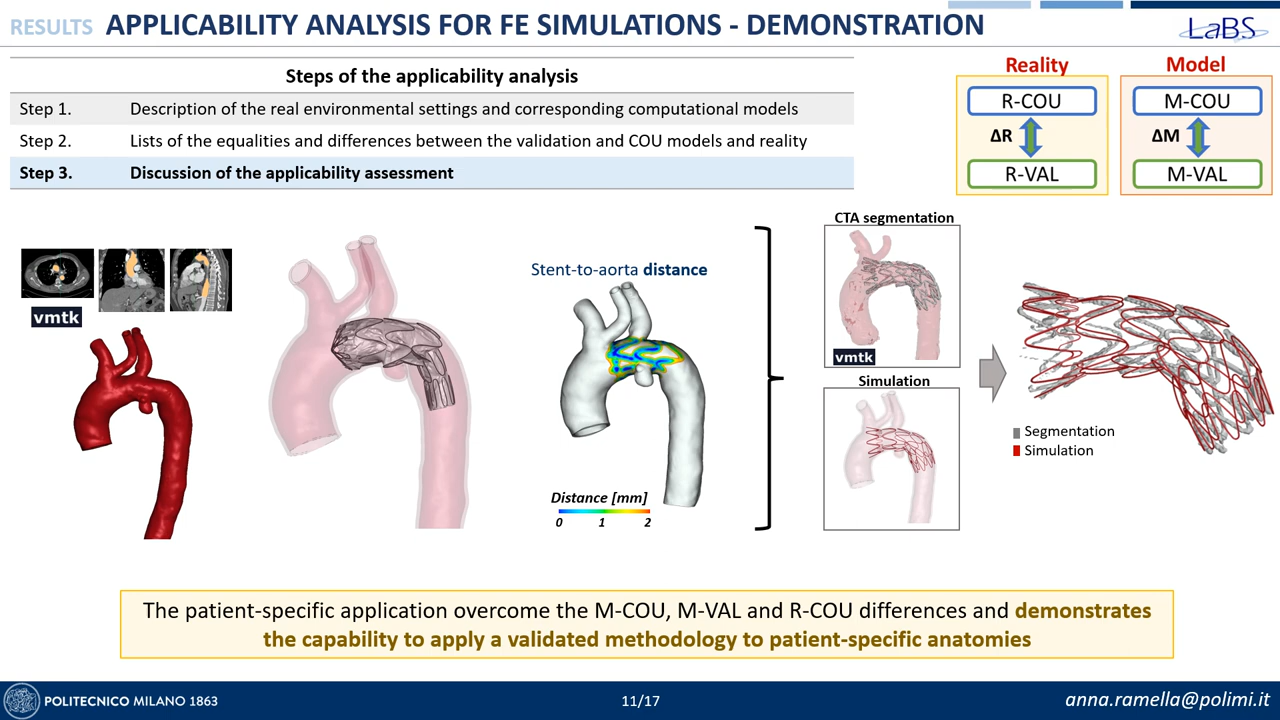 RESULTS APPLICABILITY ANALYSIS FOR FE SIMULATIONS - DEMONSTRATION
LaBS
Steps of the applicability analysis
Step 1. Description of the real environmental settings and corresponding computational models
Step 2. Lists of the equalities and differences between the validation and COU models and reality
Step 3. Discussion of the applicability assessment
Reality
R-COU
ΔR
R-VAL
Model
M-COU
ΔM
M-VAL
vmtk
Stent-to-aorta distance
Distance [mm]
0 1 2
CTA segmentation
vmtk
Simulation
Segmentation
Simulation
The patient-specific application overcome the M-COU, M-VAL and R-COU differences and demonstrates
the capability to apply a validated methodology to patient-specific anatomies
POLITECNICO MILANO 1863
11/17
anna.ramella@polimi.it